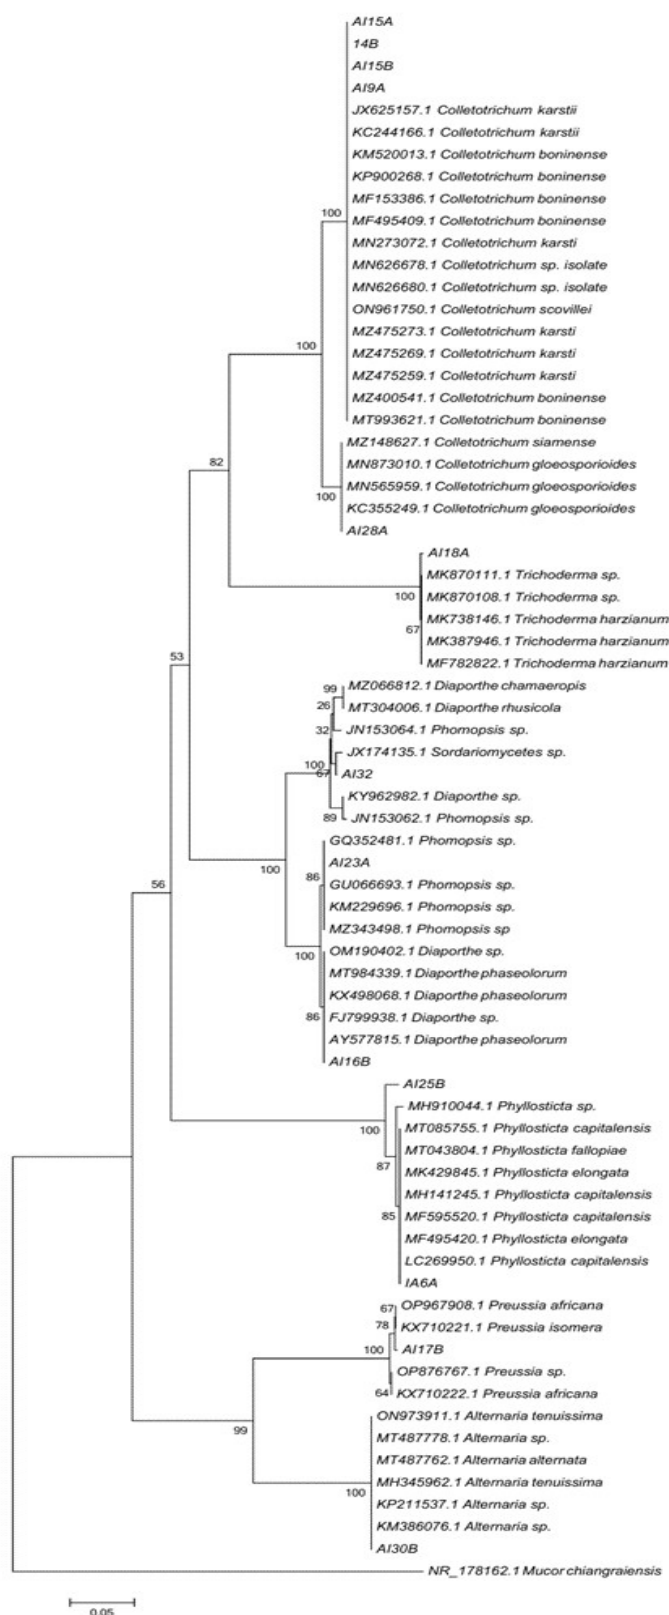 AI15A
14B
AI15B
AI9A
JX625157.1 Colletotrichum karstii
KC244166.1 Colletotrichum karstii
KM520013.1 Colletotrichum boninense
KP900268.1 Colletotrichum boninense
MF153386.1 Colletotrichum boninense
100 MF495409.1 Colletotrichum boninense
MN273072.1 Colletotrichum karsti
MN626678.1 Colletotrichum sp. isolate
MN626680.1 Colletotrichum sp. isolate
ON961750.1 Colletotrichum scovillei
MZ475273.1 Colletotrichum karsti
100 MZ475269.1 Colletotrichum karsti
MZ475259.1 Colletotrichum karsti
MZ400541.1 Colletotrichum boninense
MT993621.1 Colletotrichum boninense
MZ148627.1 Colletotrichum siamense
82 MN873010.1 Colletotrichum gloeosporioides
100 MN565959.1 Colletotrichum gloeosporioides
KC355249.1 Colletotrichum gloeosporioides
AI28A
AI18A
MK870111.1 Trichoderma sp.
100 MK870108.1 Trichoderma sp.
MK738146.1 Trichoderma harzianum
67 MK387946.1 Trichoderma harzianum
53 MF782822.1 Trichoderma harzianum
99 MZ066812.1 Diaporthe chamaeropis
26 MT304006.1 Diaporthe rhusicola
32 JN153064.1 Phomopsis sp.
JX174135.1 Sordariomycetes sp.
100 67 AI32
KY962982.1 Diaporthe sp.
89 JN153062.1 Phomopsis sp.
GQ352481.1 Phomopsis sp.
100 AI23A
86 GU066693.1 Phomopsis sp.
56 KM229696.1 Phomopsis sp.
MZ343498.1 Phomopsis sp
100 OM190402.1 Diaporthe sp.
MT984339.1 Diaporthe phaseolorum
KX498068.1 Diaporthe phaseolorum
86 FJ799938.1 Diaporthe sp.
AY577815.1 Diaporthe phaseolorum
AI16B
AI25B
MH910044.1 Phyllosticta sp.
100 MT085755.1 Phyllosticta capitalensis
MT043804.1 Phyllosticta fallopiae
87 MK429845.1 Phyllosticta elongata
MH141245.1 Phyllosticta capitalensis
85 MF595520.1 Phyllosticta capitalensis
MF495420.1 Phyllosticta elongata
LC269950.1 Phyllosticta capitalensis
IA6A
67 OP967908.1 Preussia africana
78 KX710221.1 Preussia isomera
100 AI17B
OP876767.1 Preussia sp.
64 KX710222.1 Preussia africana
ON973911.1 Alternaria tenuissima
99 MT487778.1 Alternaria sp.
MT487762.1 Alternaria alternata
MH345962.1 Alternaria tenuissima
100 KP211537.1 Alternaria sp.
KM386076.1 Alternaria sp.
AI30B
NR_178162.1 Mucor chiangraiensis
0.05